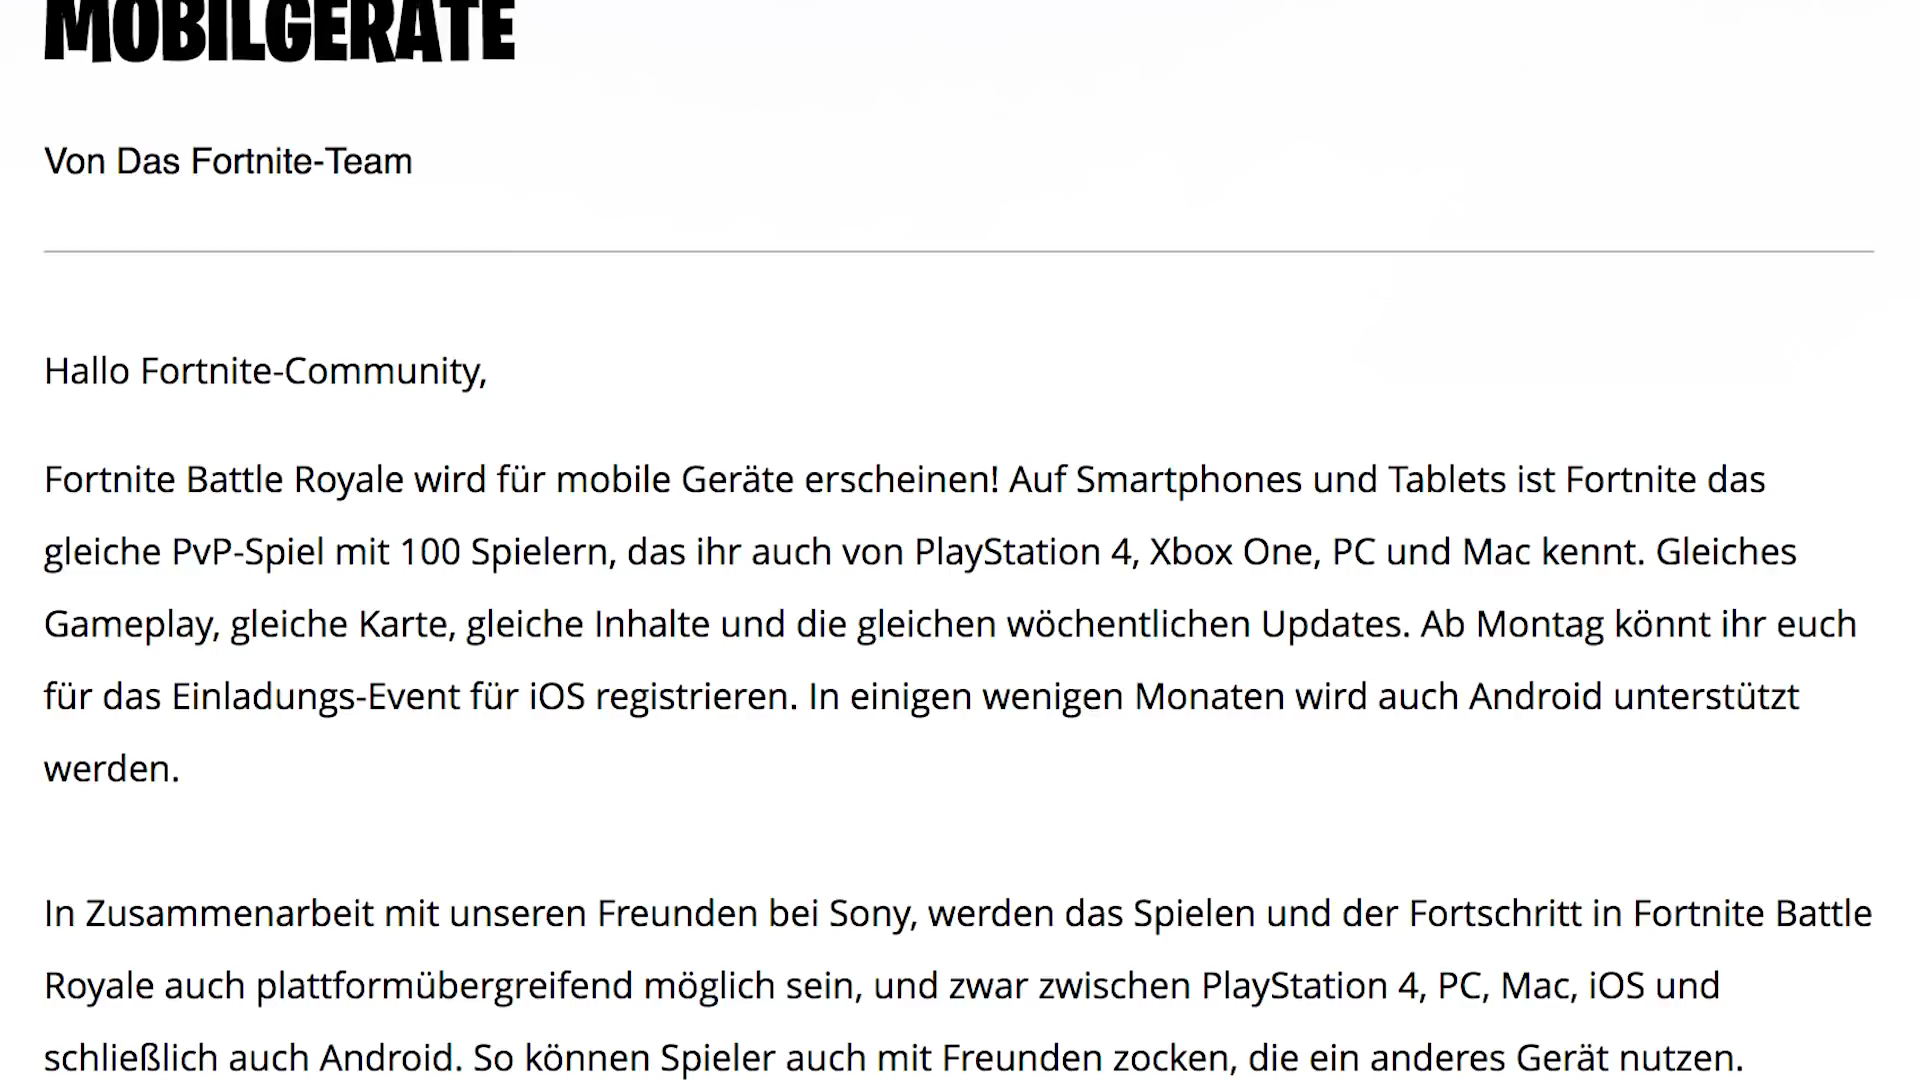 MOBILGERÄTE
Von Das Fortnite-Team
Hallo Fortnite-Community,
Fortnite Battle Royale wird für mobile Geräte erscheinen! Auf Smartphones und Tablets ist Fortnite das
gleiche PvP-Spiel mit 100 Spielern, das ihr auch von PlayStation 4, Xbox One, PC und Mac kennt. Gleiches
Gameplay, gleiche Karte, gleiche Inhalte und die gleichen wöchentlichen Updates. Ab Montag könnt ihr euch
für das Einladungs-Event für iOS registrieren. In einigen wenigen Monaten wird auch Android unterstützt
werden.
In Zusammenarbeit mit unseren Freunden bei Sony, werden das Spielen und der Fortschritt in Fortnite Battle
Royale auch plattformübergreifend möglich sein, und zwar zwischen PlayStation 4, PC, Mac, iOS und
schließlich auch Android. So können Spieler auch mit Freunden zocken, die ein anderes Gerät nutzen.